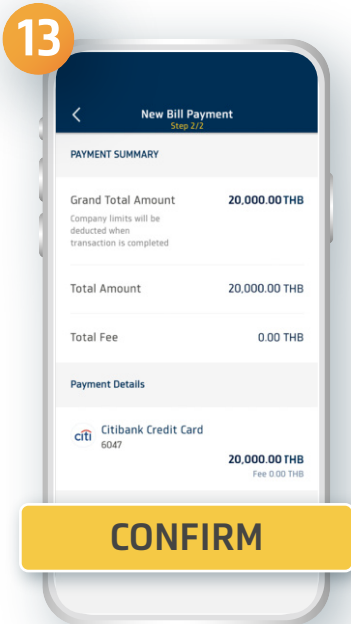 13
New Bill Payment
Step 2/2
PAYMENT SUMMARY
Grand Total Amount 20,000.00 THB
Company limits will be
deducted when
transaction is completed
Total Amount 20,000.00 THB
Total Fee 0.00 THB
Payment Details
citi Citibank Credit Card
6047
20,000.00 THB
Fee 0.00 THB
CONFIRM